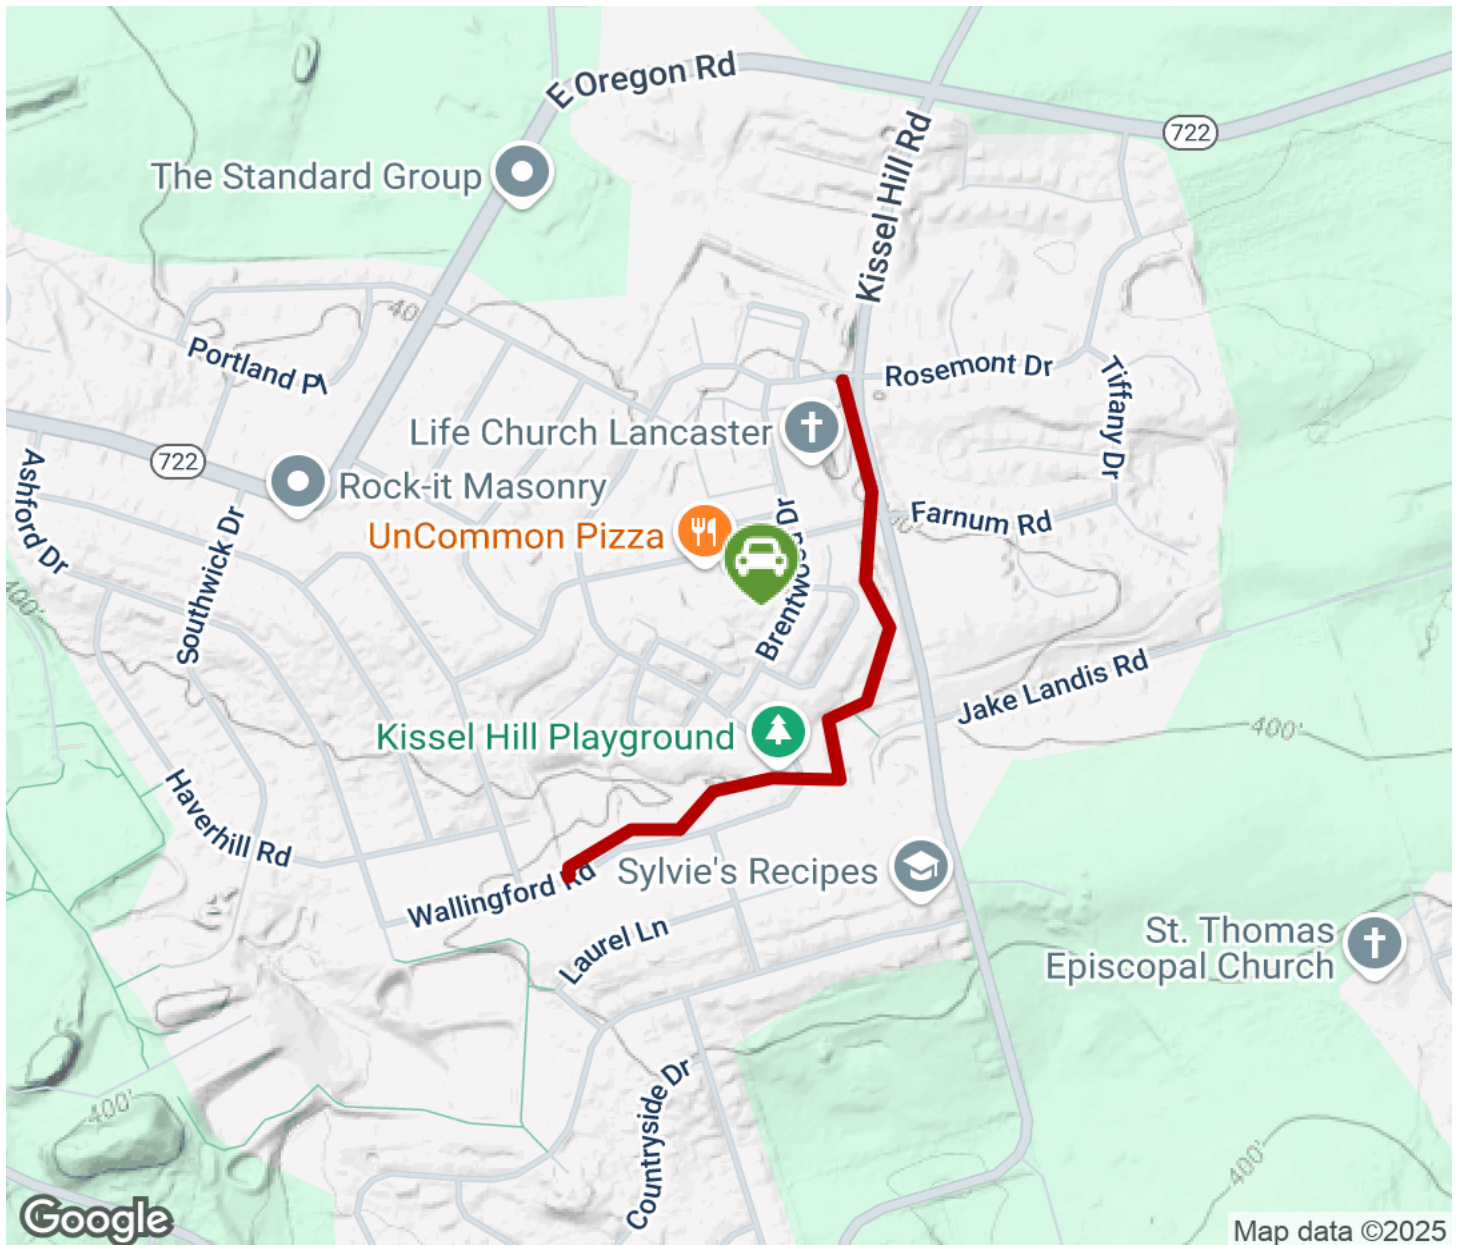 E Oregon Rd
722
Kissel Hill Rd
The Standard Group
Portland Pl
40
Rosemont Dr
Tiffany Dr
Life Church Lancaster
722
Rock-it Masonry
Ashford Dr
Southwick Dr
UnCommon Pizza
Farnum Rd
400'
Jake Landis Rd
Kissel Hill Playground
400'
Haverhill Rd
Wallingford Rd
Sylvie's Recipes
Laurel Ln
St. Thomas
Episcopal Church
Countryside Dr
400'
400'
Google
Map data ©2025